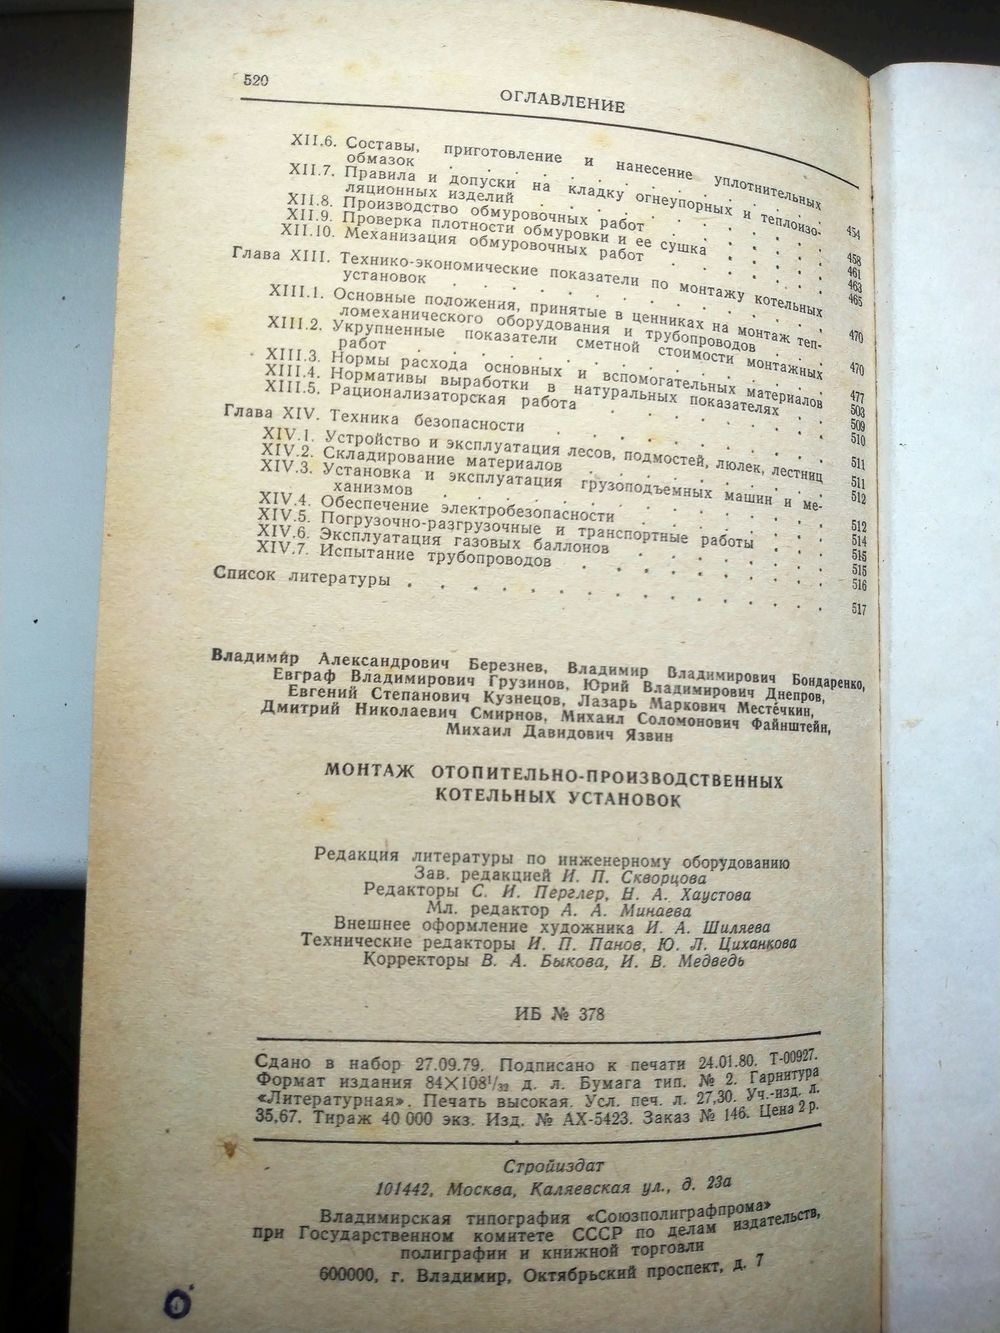 520
ОГЛАВЛЕНИЕ
XII.6. Составы, приготовление и нанесение уплотнительных
обмазок . . . . . . . . . . . . 454
XII.7. Правила и допуски на кладку огнеупорных и теплоизо-
ляционных изделий . . . . . . . . . . 458
XII.8. Производство обмуровочных работ . . . . . . 461
XII.9. Проверка плотности обмуровки и ее сушка . . . . 463
XII.10. Механизация обмуровочных работ . . . . . . 465
Глава XIII. Технико-экономические показатели по монтажу котельных
установок . . . . . . . . . . . . 470
XIII.1. Основные положения, принятые в ценниках на монтаж теп-
ломеханического оборудования и трубопроводов . . . 470
XIII.2. Укрупненные показатели сметной стоимости монтажных
работ . . . . . . . . . . . . . 477
XIII.3. Нормы расхода основных и вспомогательных материалов 503
XIII.4. Нормативы выработки в натуральных показателях . . 509
XIII.5. Рационализаторская работа . . . . . . . . 510
Глава XIV. Техника безопасности . . . . . . . . . 511
XIV.1. Устройство и эксплуатация лесов, подмостей, люлек, лестниц 511
XIV.2. Складирование материалов . . . . . . . . 512
XIV.3. Установка и эксплуатация грузоподъемных машин и ме-
ханизмов . . . . . . . . . . . . 512
XIV.4. Обеспечение электробезопасности . . . . . . 514
XIV.5. Погрузочно-разгрузочные и транспортные работы . . . 515
XIV.6. Эксплуатация газовых баллонов . . . . . . . 515
XIV.7. Испытание трубопроводов . . . . . . . . 516
Список литературы . . . . . . . . . . . . . 517
Владимир Александрович Березнев, Владимир Владимирович Бондаренко,
Евграф Владимирович Грузинов, Юрий Владимирович Днепров,
Евгений Степанович Кузнецов, Лазарь Маркович Местечкин,
Дмитрий Николаевич Смирнов, Михаил Соломонович Файнштейн,
Михаил Давидович Язвин
МОНТАЖ ОТОПИТЕЛЬНО-ПРОИЗВОДСТВЕННЫХ
КОТЕЛЬНЫХ УСТАНОВОК
Редакция литературы по инженерному оборудованию
Зав. редакцией И. П. Скворцова
Редакторы С. И. Перглер, Н. А. Хаустова
Мл. редактор А. А. Минаева
Внешнее оформление художника И. А. Шиляева
Технические редакторы И. П. Панов, Ю. Л. Циханкова
Корректоры В. А. Быкова, И. В. Медведь
ИБ № 378
Сдано в набор 27.09.79. Подписано к печати 24.01.80. Т-00927.
Формат издания 84×108¹/₃₂ д. л. Бумага тип. № 2. Гарнитура
«Литературная». Печать высокая. Усл. печ. л. 27,30. Уч.-изд. л.
35,67. Тираж 40 000 экз. Изд. № АХ-5423. Заказ № 146. Цена 2 р.
Стройиздат
101442, Москва, Каляевская ул., д. 23а
Владимирская типография «Союзполиграфпрома»
при Государственном комитете СССР по делам издательств,
полиграфии и книжной торговли
600000, г. Владимир, Октябрьский проспект, д. 7